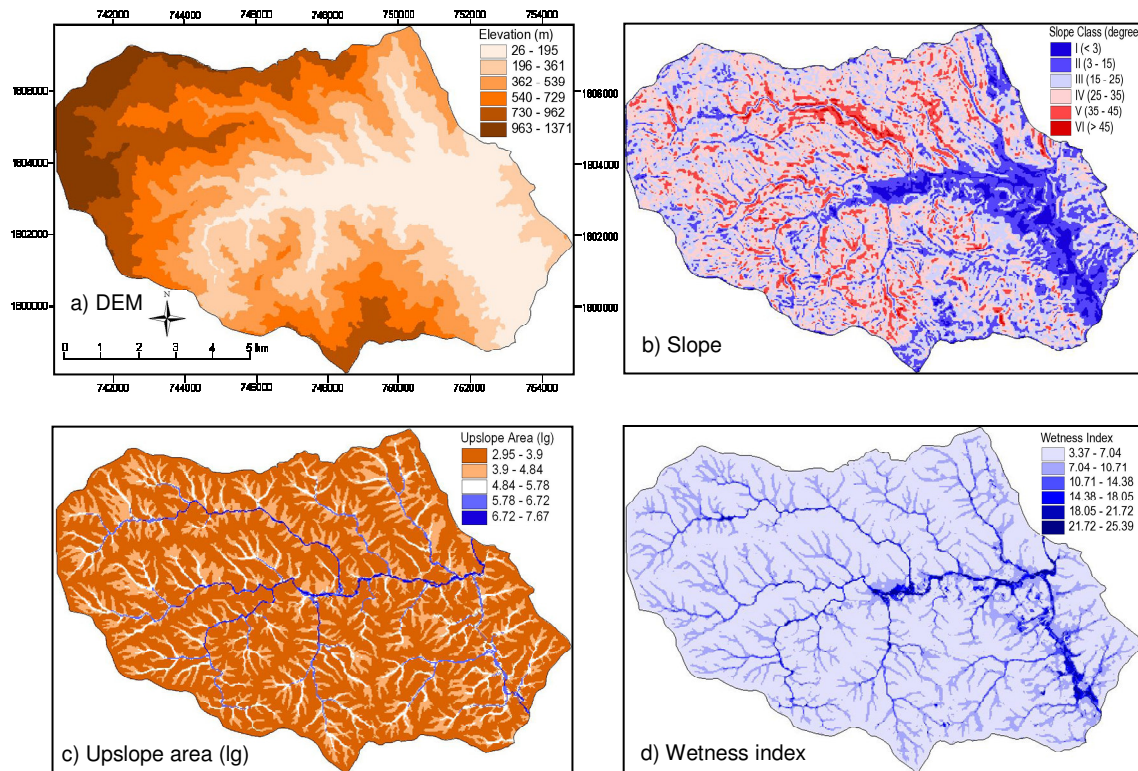 742000 744000 746000 748000 750000 752000 754000
Elevation (m)
26 - 195
196 - 361
362 - 539
540 - 729
730 - 962
963 - 1371
1806000
1804000
1802000
1800000
a) DEM
N
0 1 2 3 4 5 km
742000 744000 746000 748000 760000 762000 764000
Slope Class (degree
I (< 3)
II (3 - 15)
III (15 - 25)
IV (25 - 35)
V (35 - 45)
VI (> 45)
1806000
1804000
1802000
1800000
b) Slope
Upslope Area (lg)
2.95 - 3.9
3.9 - 4.84
4.84 - 5.78
5.78 - 6.72
6.72 - 7.67
c) Upslope area (lg)
Wetness Index
3.37 - 7.04
7.04 - 10.71
10.71 - 14.38
14.38 - 18.05
18.05 - 21.72
21.72 - 25.39
d) Wetness index